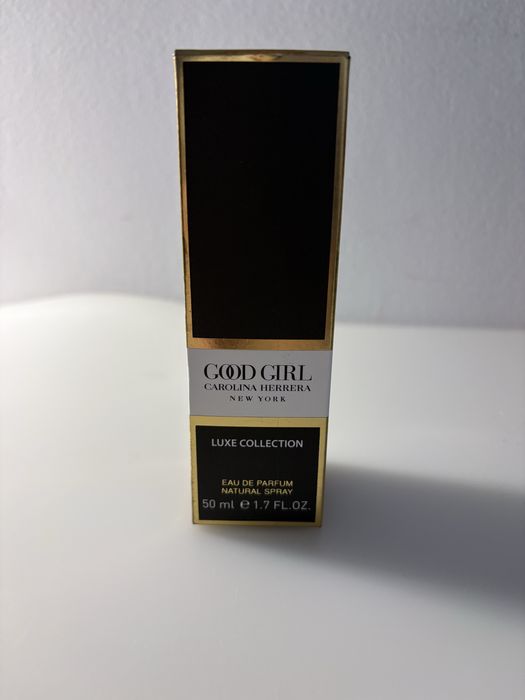 GOOD GIRL
CAROLINA HERRERA
NEW YORK
LUXE COLLECTION
EAU DE PARFUM
NATURAL SPRAY
50 ml ℮ 1.7 FL.OZ.